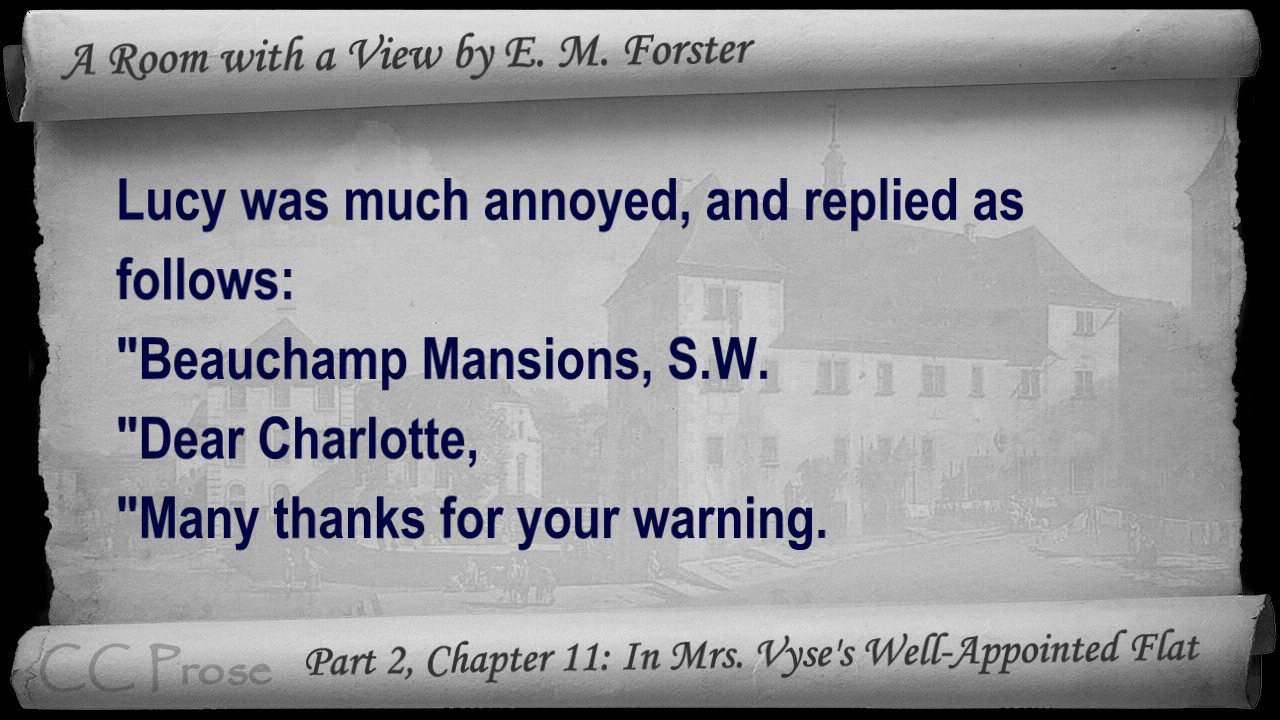 A Room with a View by E. M. Forster
Lucy was much annoyed, and replied as
follows:
"Beauchamp Mansions, S.W.
"Dear Charlotte,
"Many thanks for your warning.
CC Prose
Part 2, Chapter 11: In Mrs. Vyse's Well-Appointed Flat